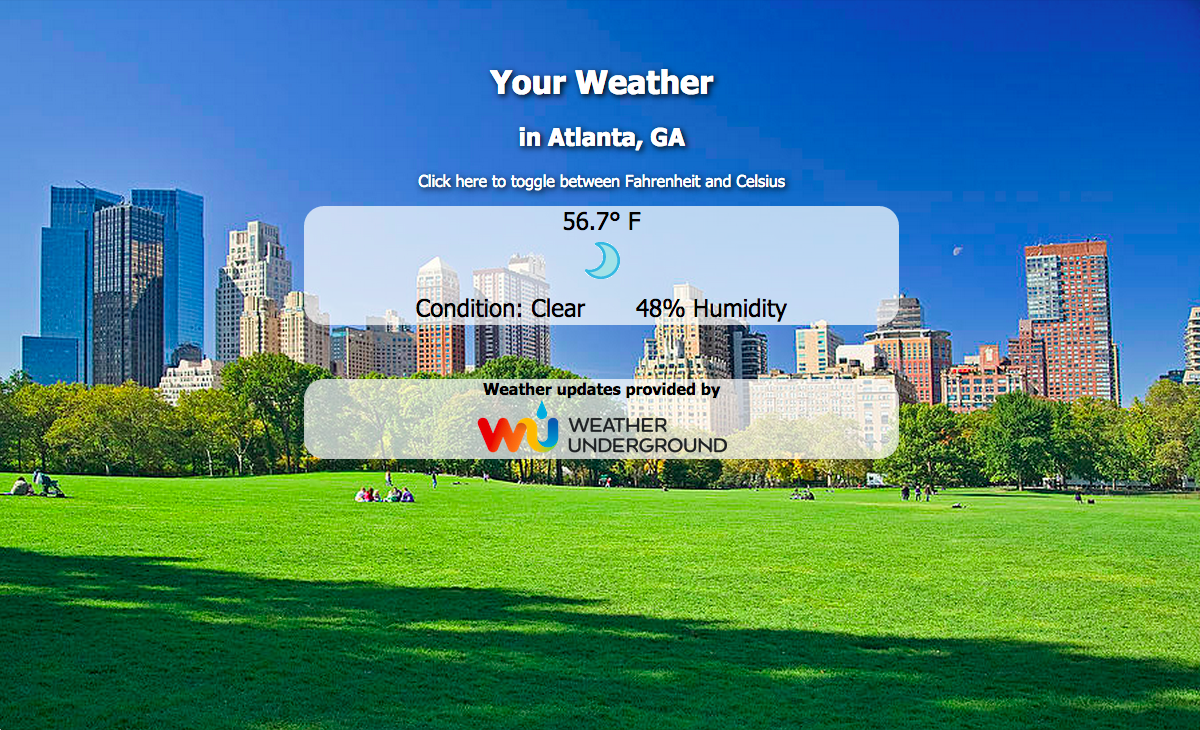 Your Weather
in Atlanta, GA
Click here to toggle between Fahrenheit and Celsius
56.7° F
Condition: Clear 48% Humidity
Weather updates provided by
WU WEATHER
UNDERGROUND